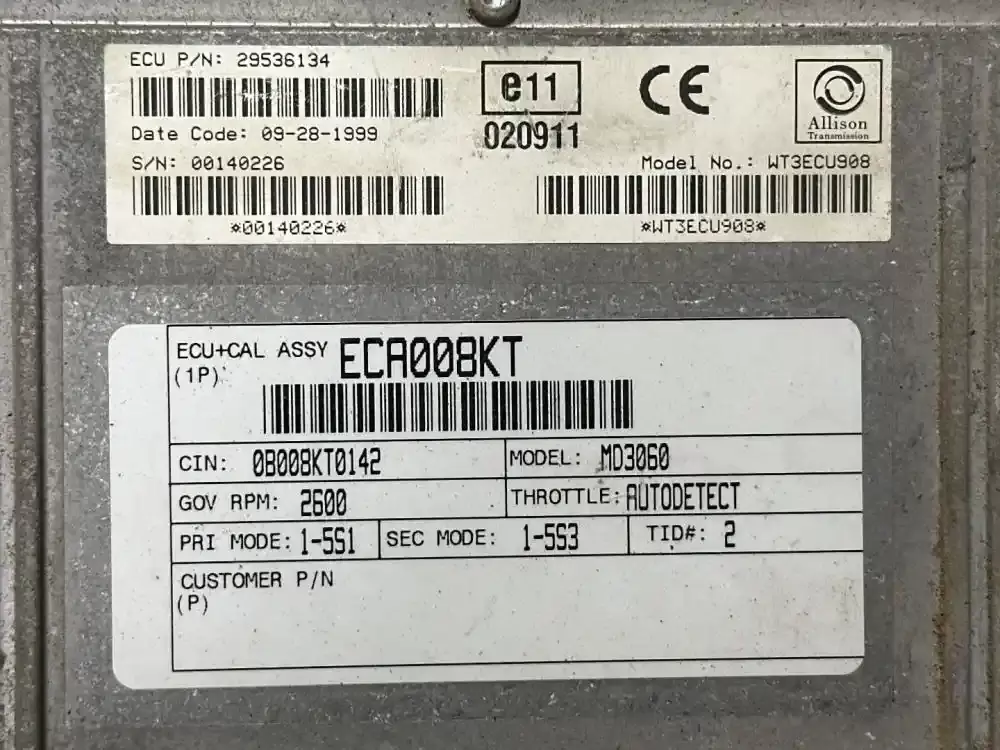 ECU P/N: 29536134
Date Code: 09-28-1999
S/N: 00140226
*00140226*
e11
020911
CE
Allison
Transmission
Model No.: WT3ECU908
*WT3ECU908*
ECU+CAL ASSY ECA008KT
(1P)
CIN: 0B008KT0142 MODEL: MD3060
GOV RPM: 2600 THROTTLE: AUTODETECT
PRI MODE: 1-5S1 SEC MODE: 1-5S3 TID#: 2
CUSTOMER P/N
(P)